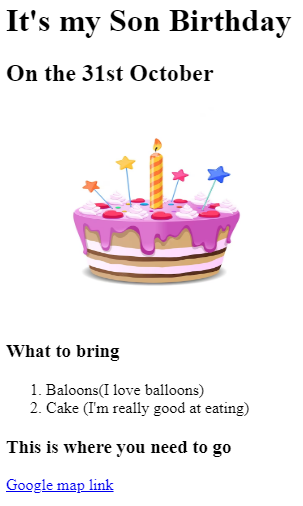 It's my Son Birthday
On the 31st October
What to bring
1. Baloons(I love balloons)
2. Cake (I'm really good at eating)
This is where you need to go
Google map link